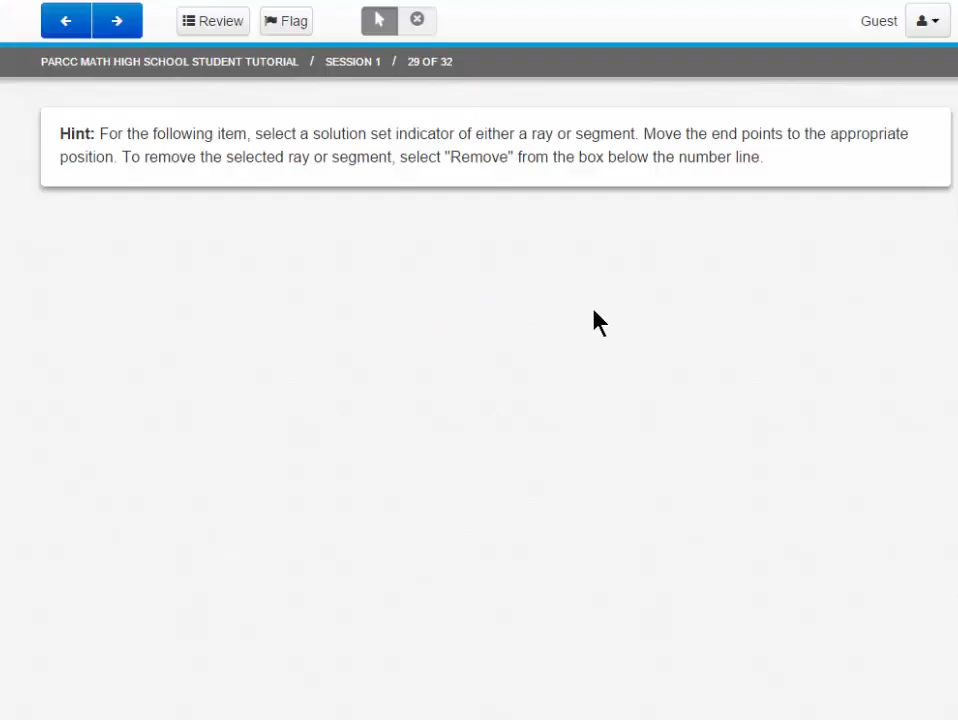 Review Flag Guest
PARCC MATH HIGH SCHOOL STUDENT TUTORIAL / SESSION 1 / 29 OF 32
Hint: For the following item, select a solution set indicator of either a ray or segment. Move the end points to the appropriate
position. To remove the selected ray or segment, select "Remove" from the box below the number line.